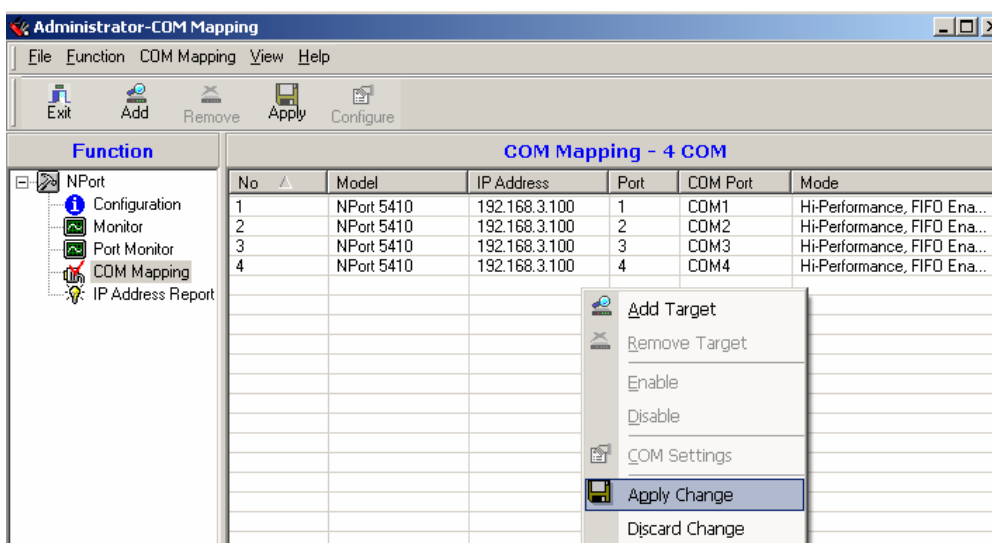 Administrator-COM Mapping
File Function COM Mapping View Help
Exit Add Remove Apply Configure
Function
COM Mapping - 4 COM
NPort
Configuration
Monitor
Port Monitor
COM Mapping
IP Address Report
No Model IP Address Port COM Port Mode
1 NPort 5410 192.168.3.100 1 COM1 Hi-Performance, FIFO Ena...
2 NPort 5410 192.168.3.100 2 COM2 Hi-Performance, FIFO Ena...
3 NPort 5410 192.168.3.100 3 COM3 Hi-Performance, FIFO Ena...
4 NPort 5410 192.168.3.100 4 COM4 Hi-Performance, FIFO Ena...
Add Target
Remove Target
Enable
Disable
COM Settings
Apply Change
Discard Change